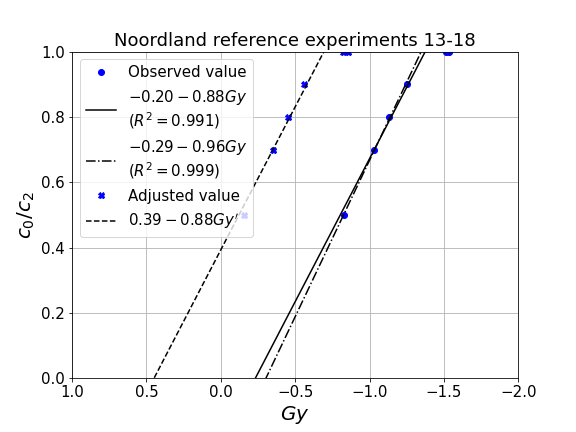 Noordland reference experiments 13-18
1.0
0.8
0.6
0.4
0.2
0.0
c₀/c₂
Observed value
−0.20 − 0.88Gy
(R² = 0.991)
−0.29 − 0.96Gy
(R² = 0.999)
Adjusted value
0.39 − 0.88Gy′
1.0 0.5 0.0 −0.5 −1.0 −1.5 −2.0
Gy